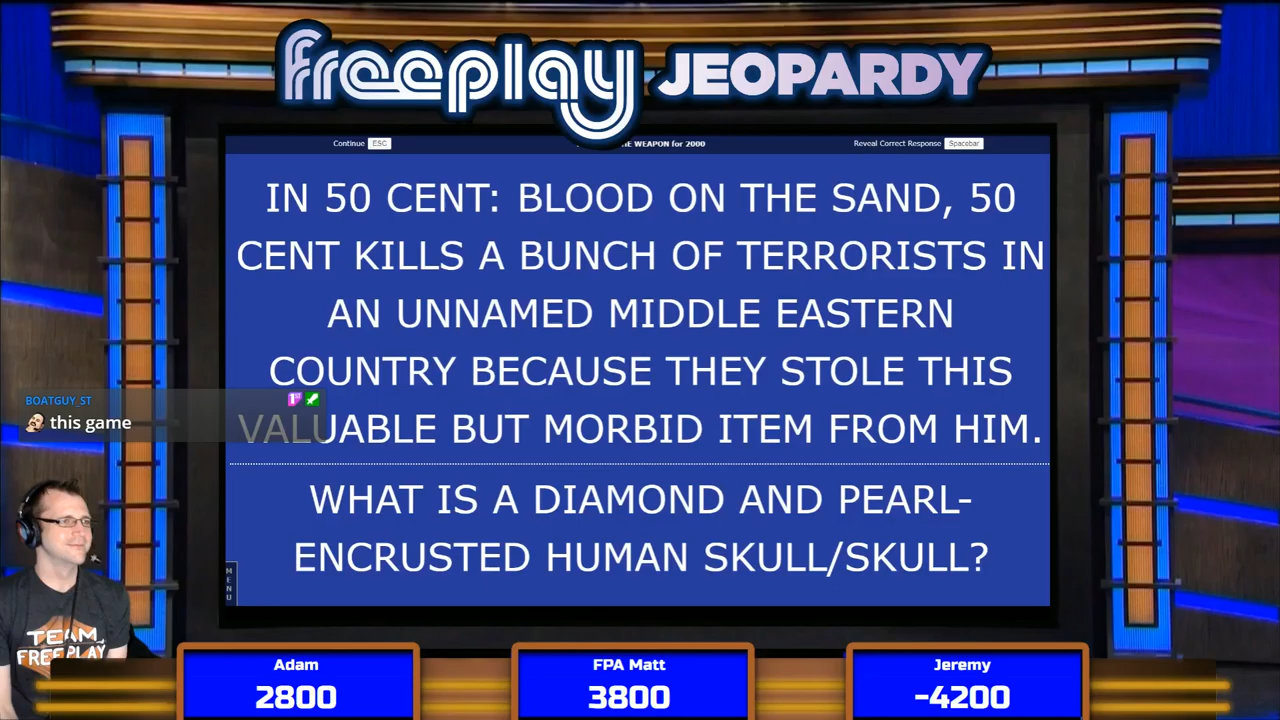 freeplay JEOPARDY
Continue ESC
WEAPON for 2000
Reveal Correct Response Spacebar
IN 50 CENT: BLOOD ON THE SAND, 50
CENT KILLS A BUNCH OF TERRORISTS IN
AN UNNAMED MIDDLE EASTERN
COUNTRY BECAUSE THEY STOLE THIS
VALUABLE BUT MORBID ITEM FROM HIM.
WHAT IS A DIAMOND AND PEARL-
ENCRUSTED HUMAN SKULL/SKULL?
BOATGUY_ST
this game
MENU
TEAM
FREEPLAY
Adam
2800
FPA Matt
3800
Jeremy
-4200